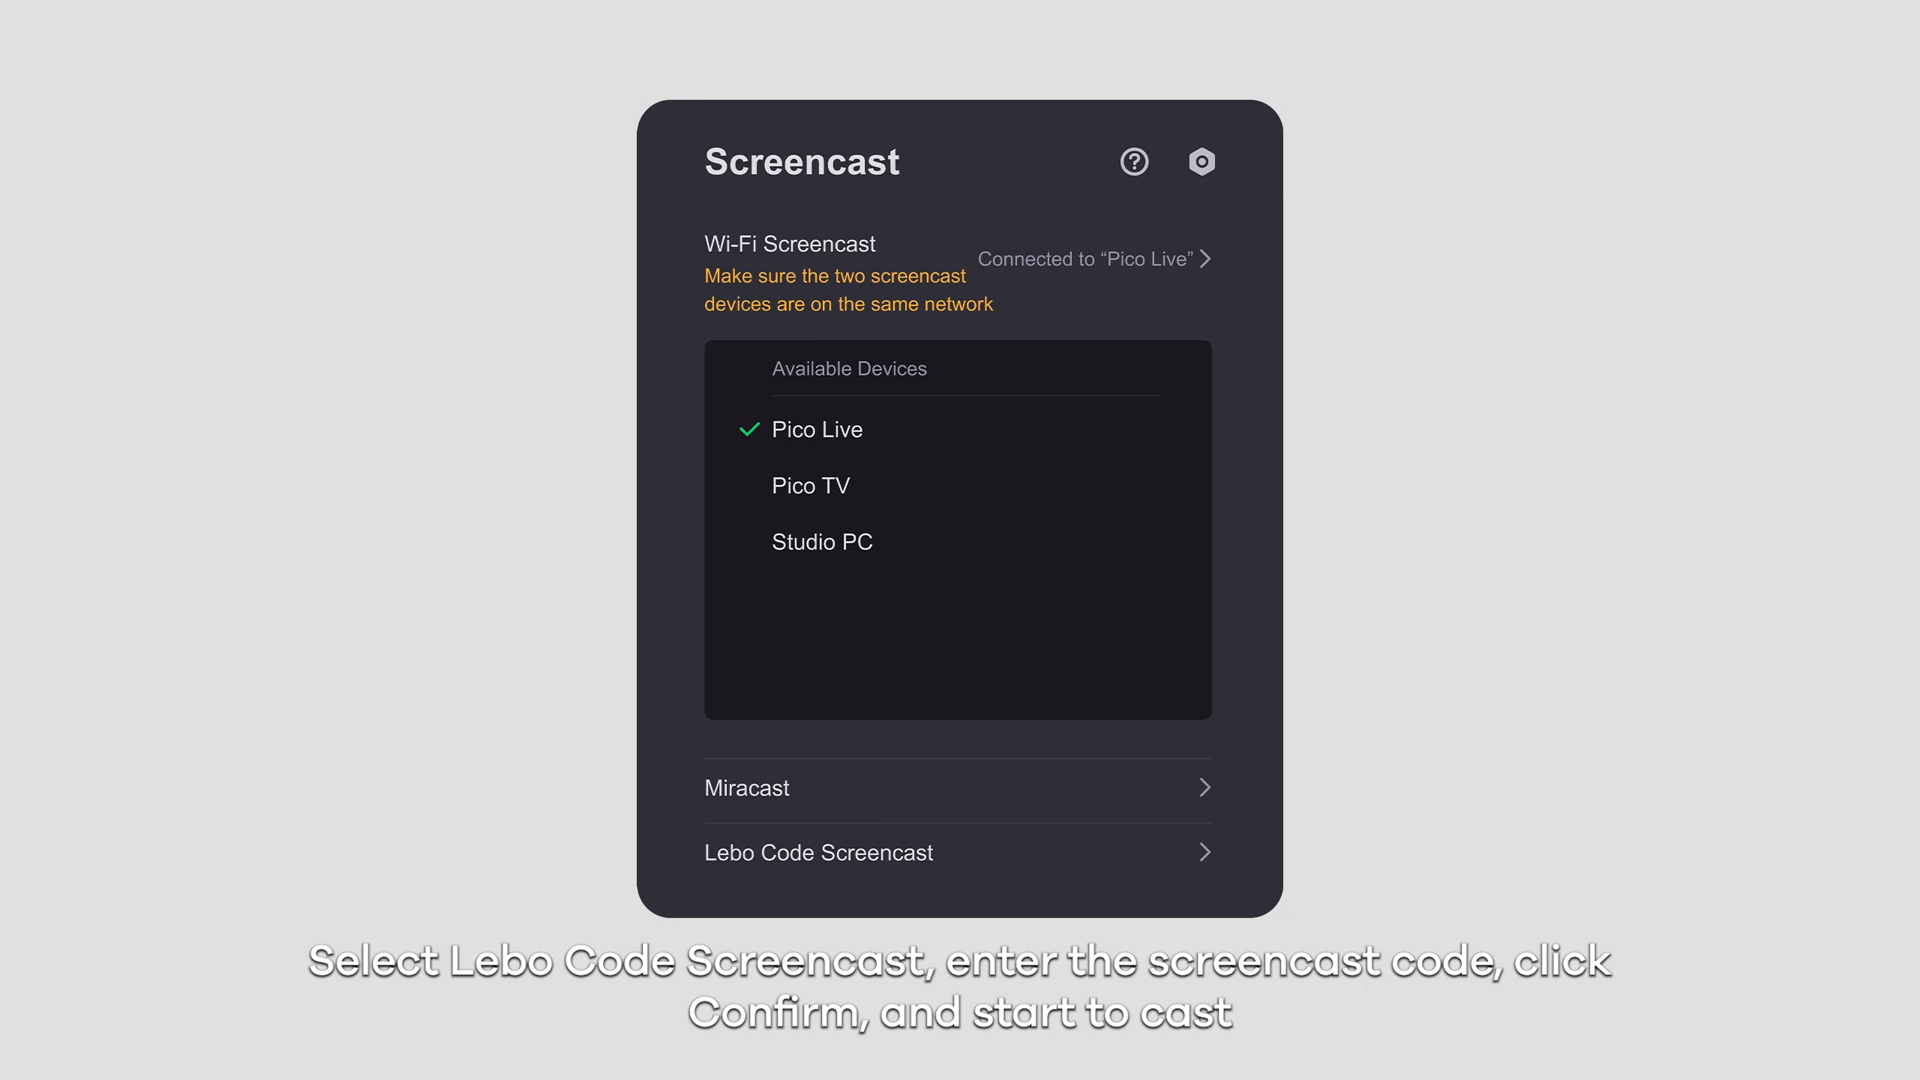 Screencast
Wi-Fi Screencast
Connected to “Pico Live”
Make sure the two screencast
devices are on the same network
Available Devices
Pico Live
Pico TV
Studio PC
Miracast
Lebo Code Screencast
Select Lebo Code Screencast, enter the screencast code, click
Confirm, and start to cast